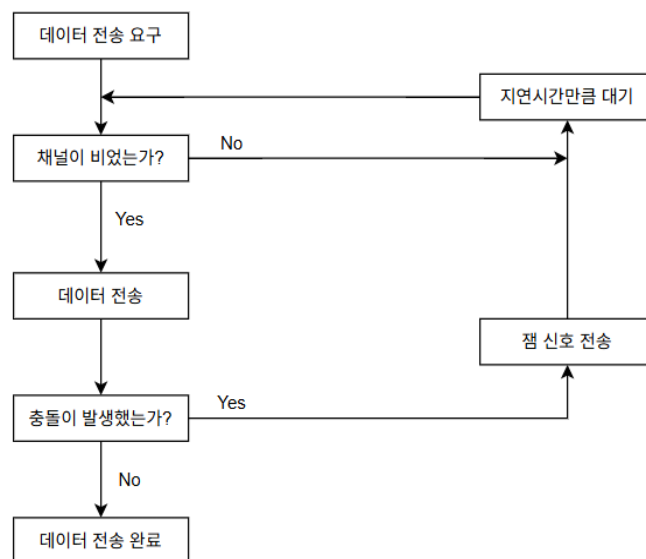 데이터 전송 요구
지연시간만큼 대기
채널이 비었는가?
No
Yes
데이터 전송
잼 신호 전송
충돌이 발생했는가?
Yes
No
데이터 전송 완료